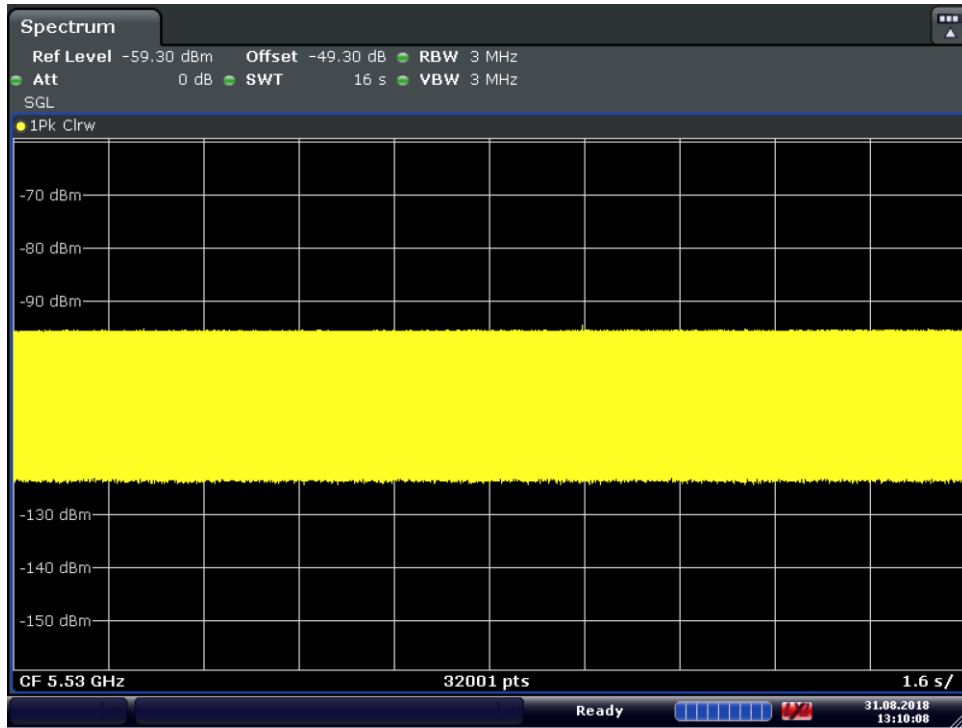 Spectrum
Ref Level -59.30 dBm Offset -49.30 dB RBW 3 MHz
Att 0 dB SWT 16 s VBW 3 MHz
SGL
1Pk Clrw
-70 dBm
-80 dBm
-90 dBm
-130 dBm
-140 dBm
-150 dBm
CF 5.53 GHz 32001 pts 1.6 s/
Ready 31.08.2018
13:10:08